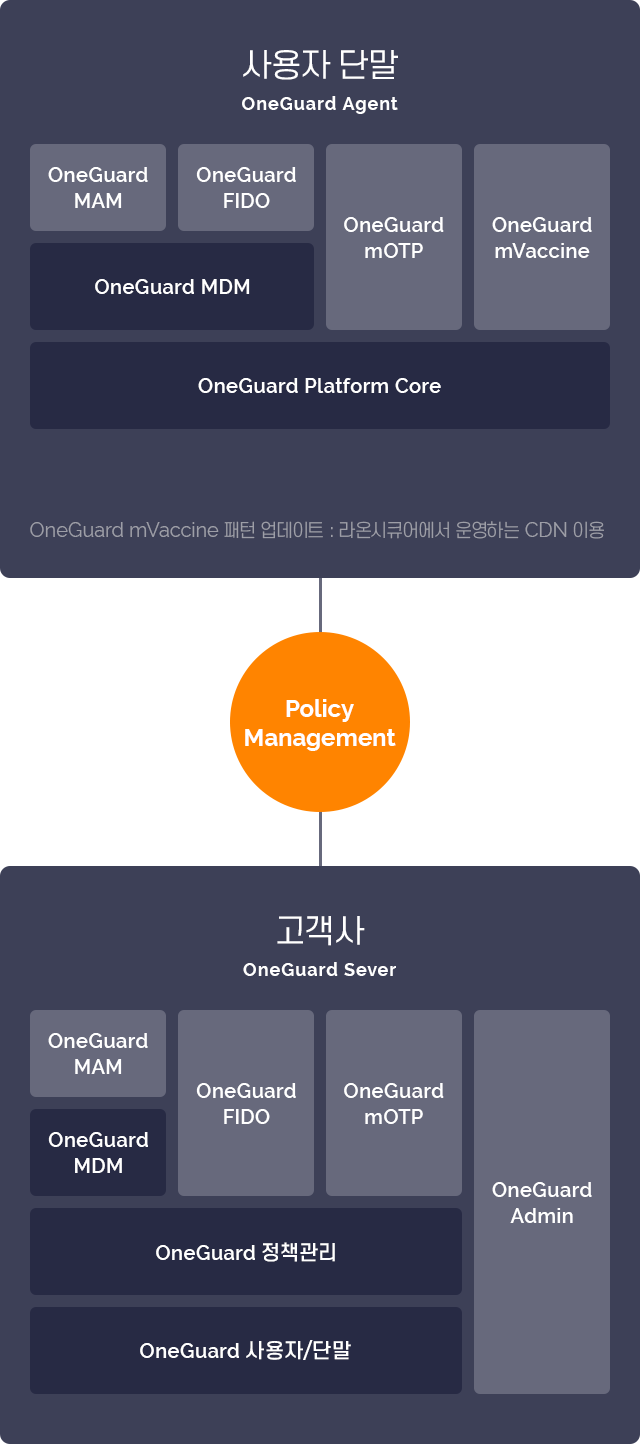 사용자 단말
OneGuard Agent
OneGuard
MAM
OneGuard
FIDO
OneGuard
mOTP
OneGuard
mVaccine
OneGuard MDM
OneGuard Platform Core
OneGuard mVaccine 패턴 업데이트 : 라온시큐어에서 운영하는 CDN 이용
Policy
Management
고객사
OneGuard Sever
OneGuard
MAM
OneGuard
FIDO
OneGuard
mOTP
OneGuard
Admin
OneGuard
MDM
OneGuard 정책관리
OneGuard 사용자/단말